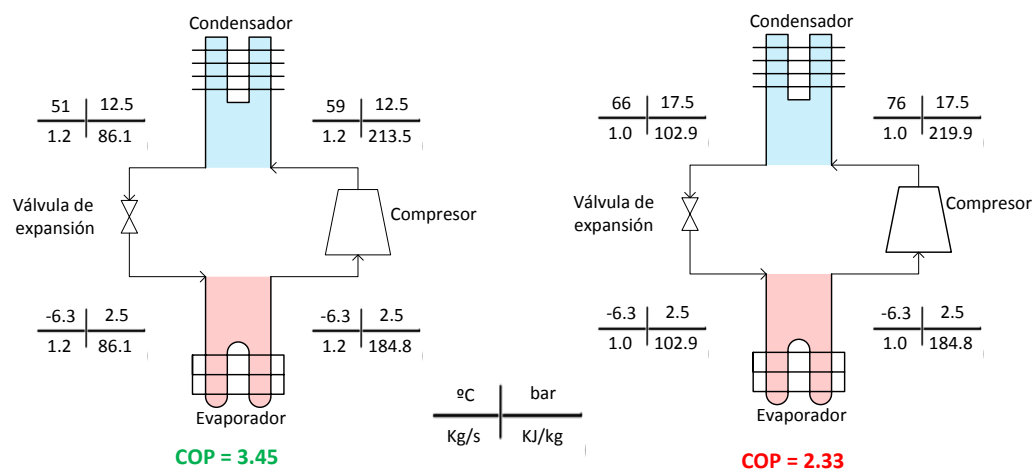 Condensador
51 12.5
1.2 86.1
59 12.5
1.2 213.5
Válvula de
expansión
Compresor
-6.3 2.5
1.2 86.1
-6.3 2.5
1.2 184.8
Evaporador
COP = 3.45
ºC bar
Kg/s KJ/kg
Condensador
66 17.5
1.0 102.9
76 17.5
1.0 219.9
Válvula de
expansión
Compresor
-6.3 2.5
1.0 102.9
-6.3 2.5
1.0 184.8
Evaporador
COP = 2.33